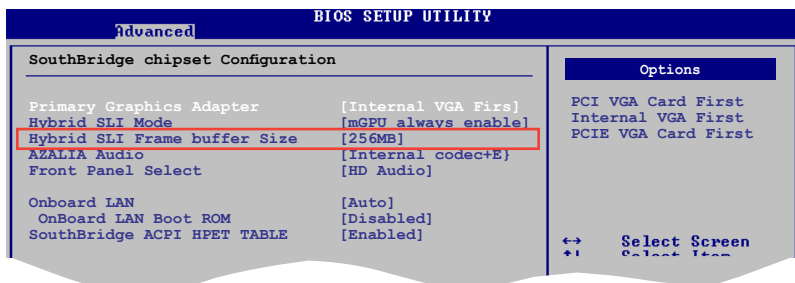 BIOS SETUP UTILITY
Advanced
SouthBridge chipset Configuration
Primary Graphics Adapter [Internal VGA Firs]
Hybrid SLI Mode [mGPU always enable]
Hybrid SLI Frame buffer Size [256MB]
AZALIA Audio [Internal codec+E}
Front Panel Select [HD Audio]
Onboard LAN [Auto]
OnBoard LAN Boot ROM [Disabled]
SouthBridge ACPI HPET TABLE [Enabled]
Options
PCI VGA Card First
Internal VGA First
PCIE VGA Card First
←→ Select Screen
↑↓ Select Item